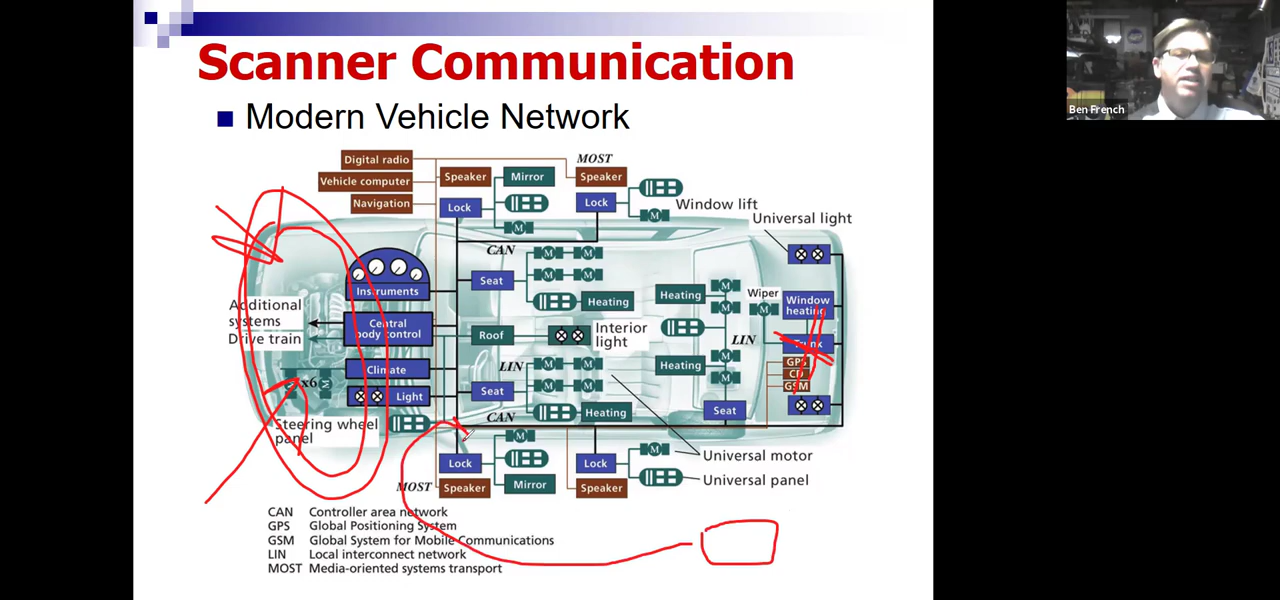 Scanner Communication
Modern Vehicle Network
Ben French
Digital radio
MOST
Vehicle computer
Speaker
Mirror
Speaker
Navigation
Lock
Lock
Window lift
M
M
Universal light
CAN
M M
Seat
M M
M
Instruments
Heating
Heating
Wiper
Window
heating
M
M
Additional
systems
Drive train
Central
body control
Roof
Interior
light
LIN
Trunk
GPS
CD
GSM
Climate
LIN
M M
Heating
M
x6
M
Light
Seat
M M
M
CAN
Heating
Seat
Steering wheel
panel
M
M
Universal motor
Lock
Lock
Universal panel
MOST
Speaker
Mirror
Speaker
CAN Controller area network
GPS Global Positioning System
GSM Global System for Mobile Communications
LIN Local interconnect network
MOST Media-oriented systems transport